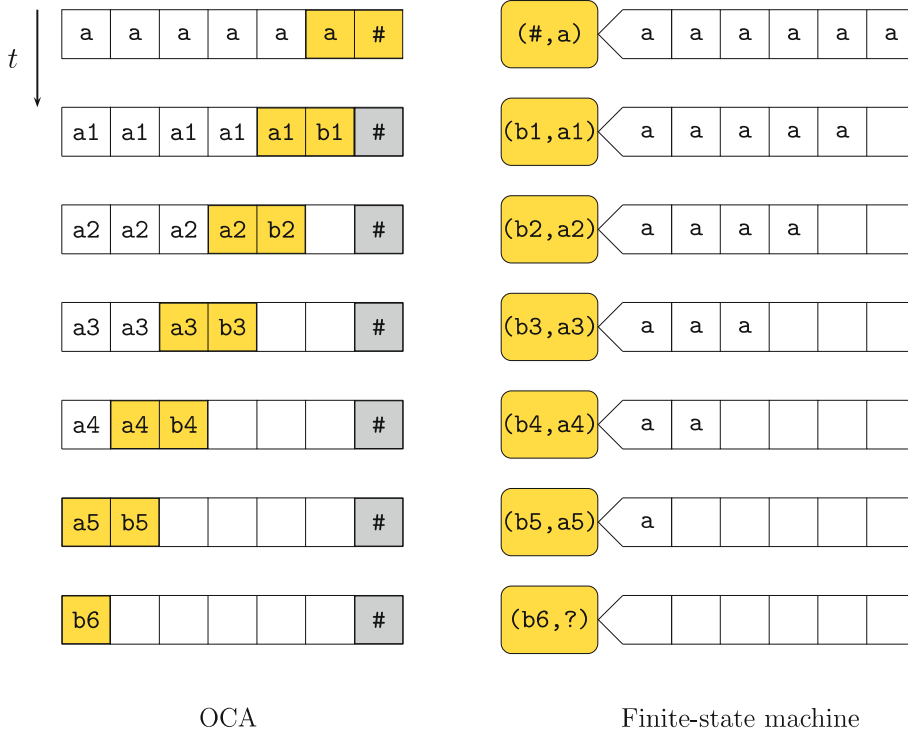 a a a a a a # (#,a) a a a a a a
t
a1 a1 a1 a1 a1 b1 # (b1,a1) a a a a a
a2 a2 a2 a2 b2 # (b2,a2) a a a a
a3 a3 a3 b3 # (b3,a3) a a a
a4 a4 b4 # (b4,a4) a a
a5 b5 # (b5,a5) a
b6 # (b6,?)
OCA Finite-state machine